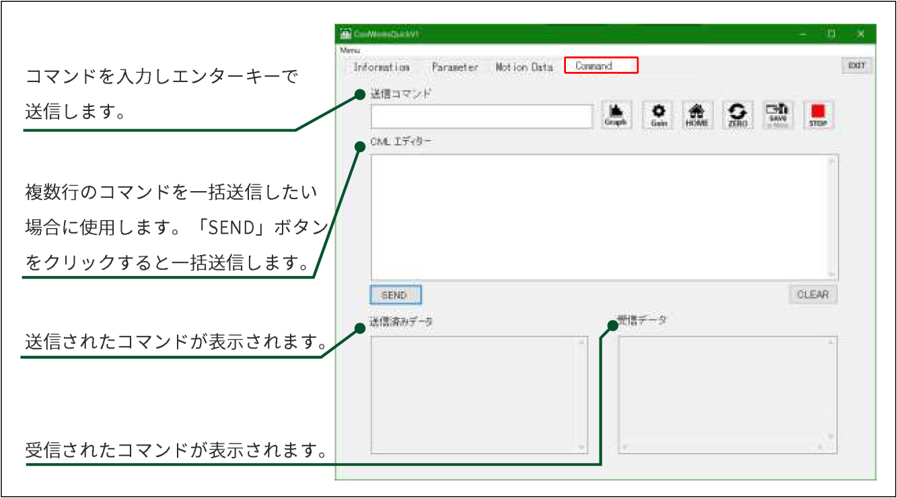 コマンドを入力しエンターキーで
送信します。
複数行のコマンドを一括送信したい
場合に使用します。「SEND」ボタン
をクリックすると一括送信します。
送信されたコマンドが表示されます。
受信されたコマンドが表示されます。
CoolWorksQuickV1
Menu
Information Parameter Motion Data Command EXIT
送信コマンド
Graph Gain HOME ZERO SAVE STOP
CML エディター
SEND CLEAR
送信済みデータ 受信データ